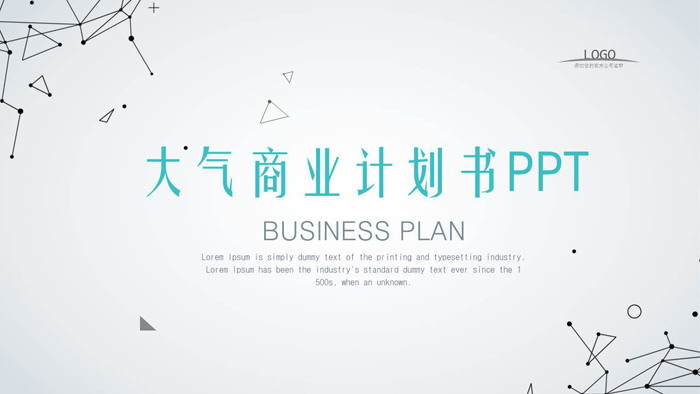 LOGO
大气商业计划书PPT
BUSINESS PLAN
Lorem Ipsum is simply dummy text of the printing and typesetting industry.
Lorem Ipsum has been the industry's standard dummy text ever since the 1
500s, when an unknown.